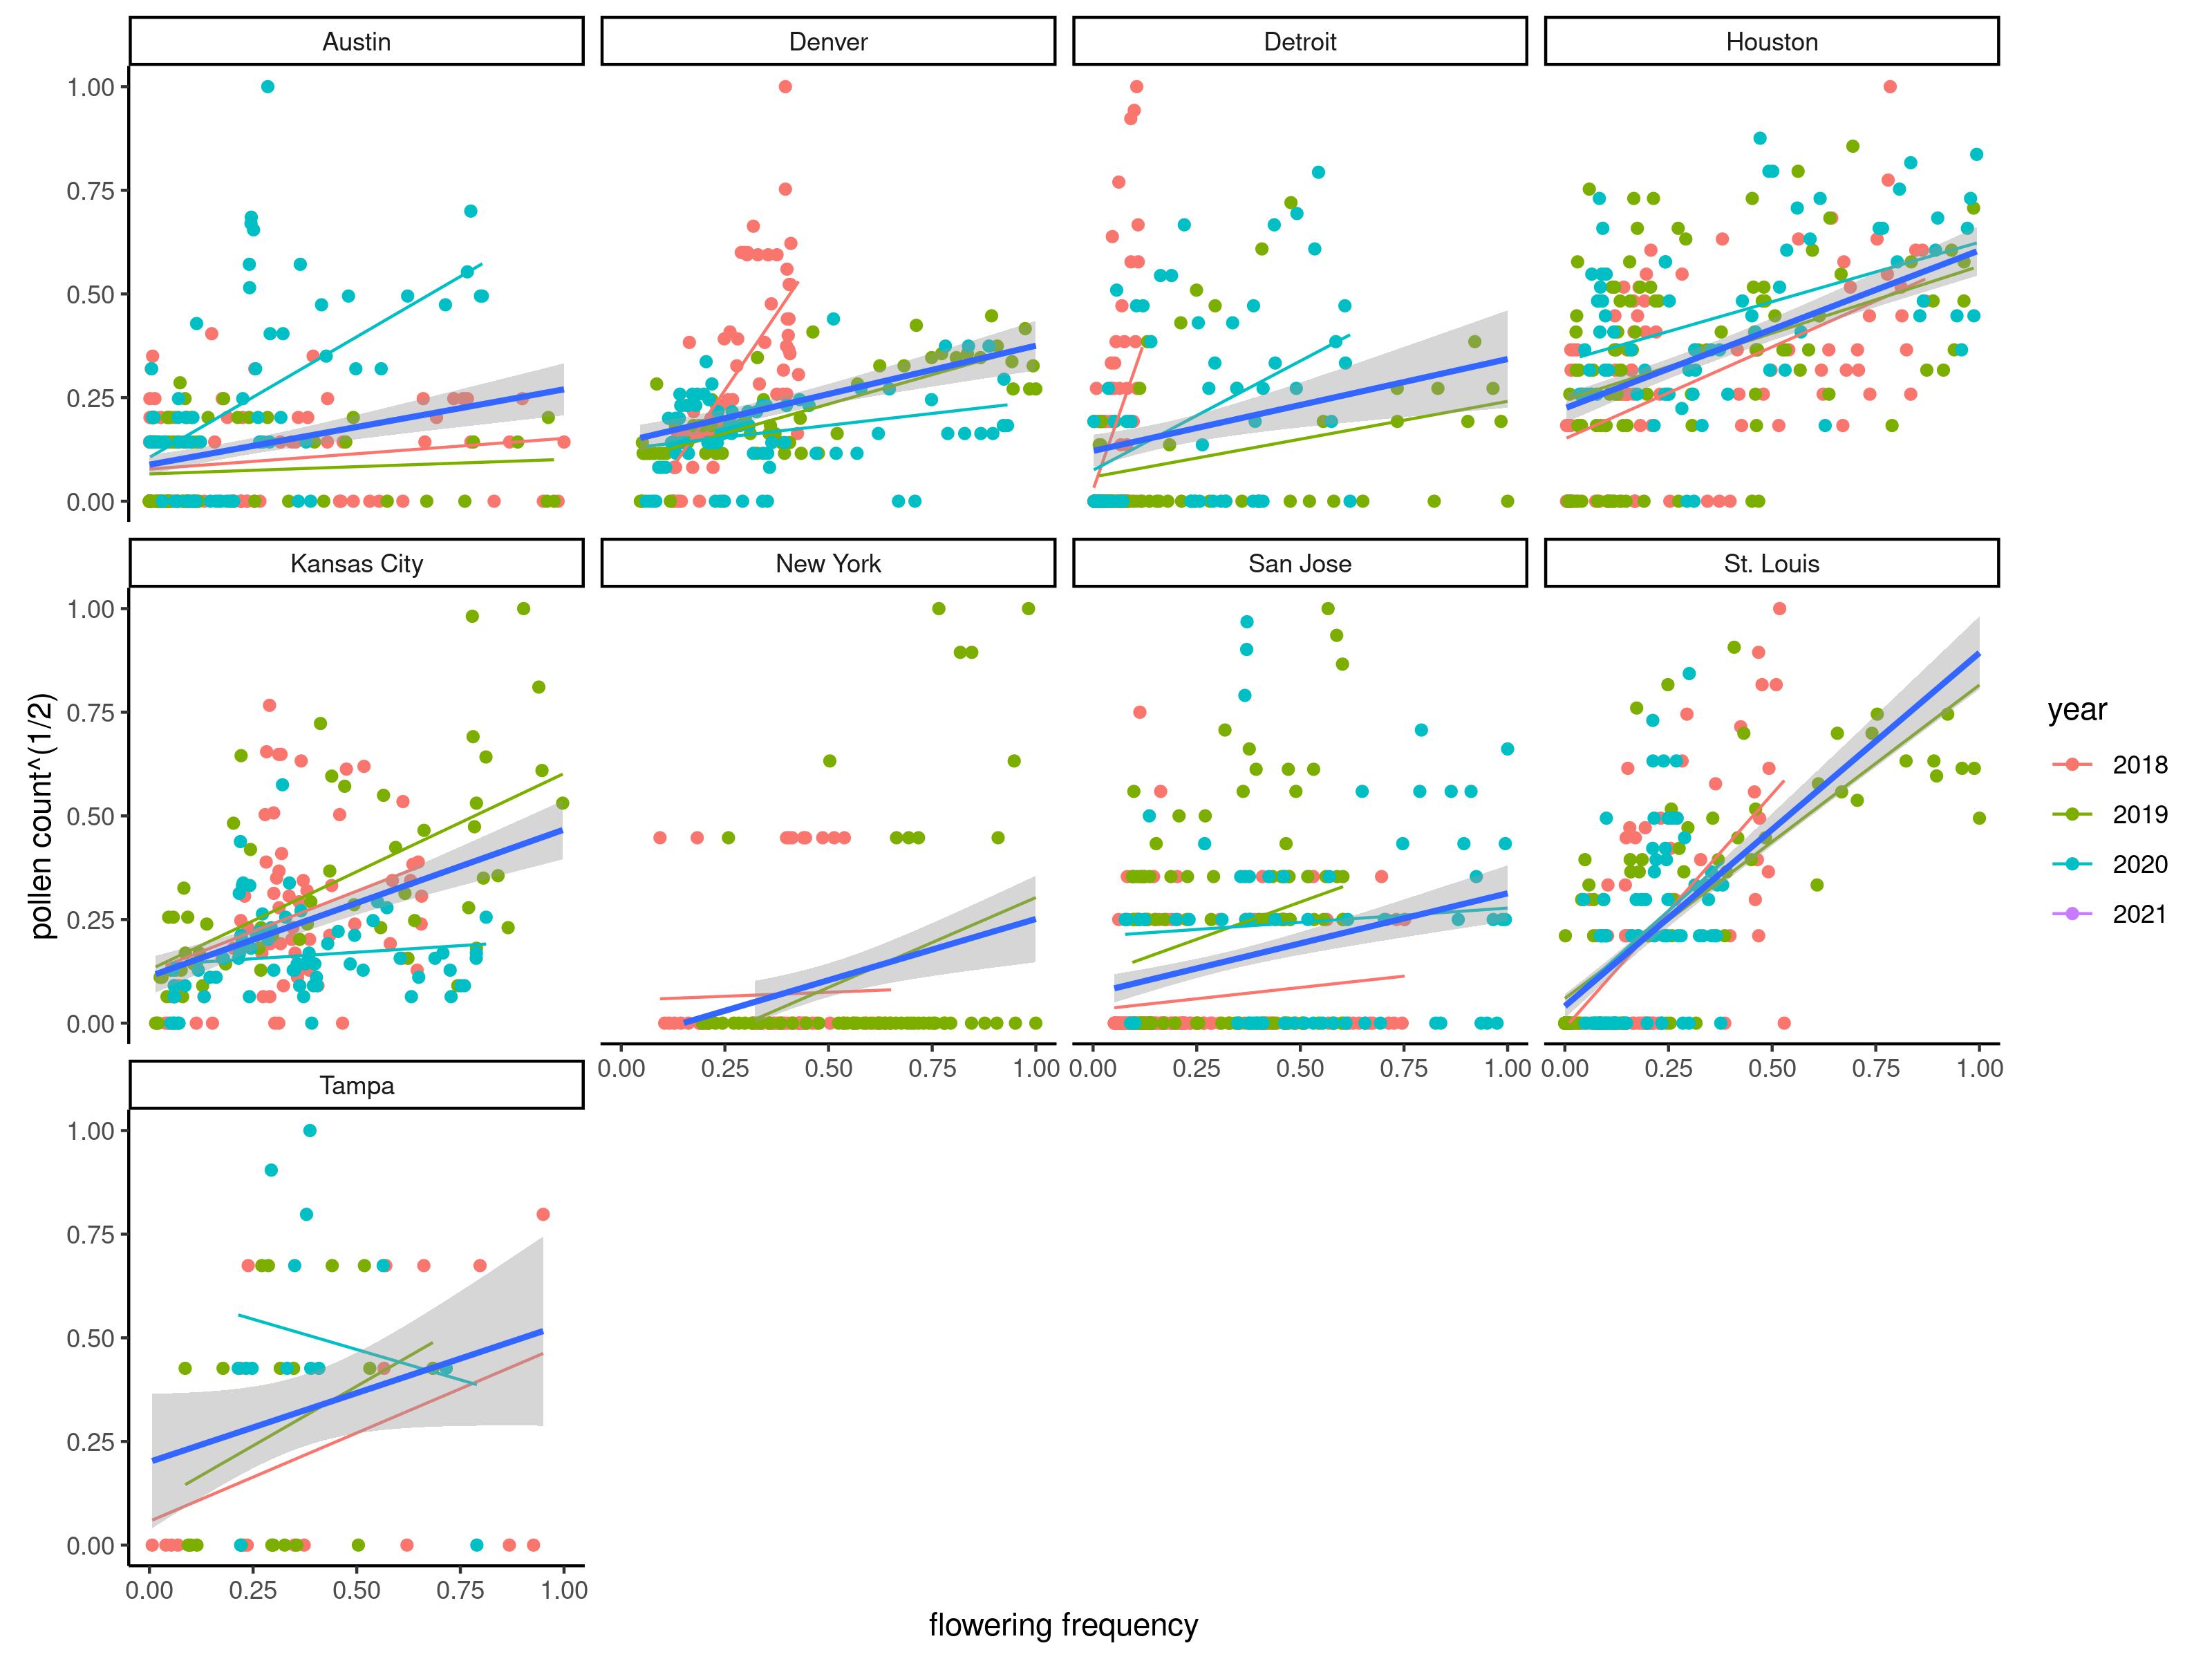 Austin Denver Detroit Houston
1.00
0.75
0.50
0.25
0.00
Kansas City New York San Jose St. Louis
1.00
0.75
0.50
0.25
0.00
0.00 0.25 0.50 0.75 1.00 0.00 0.25 0.50 0.75 1.00 0.00 0.25 0.50 0.75 1.00
Tampa
1.00
0.75
0.50
0.25
0.00
0.00 0.25 0.50 0.75 1.00
flowering frequency
pollen count^(1/2)
year
2018
2019
2020
2021